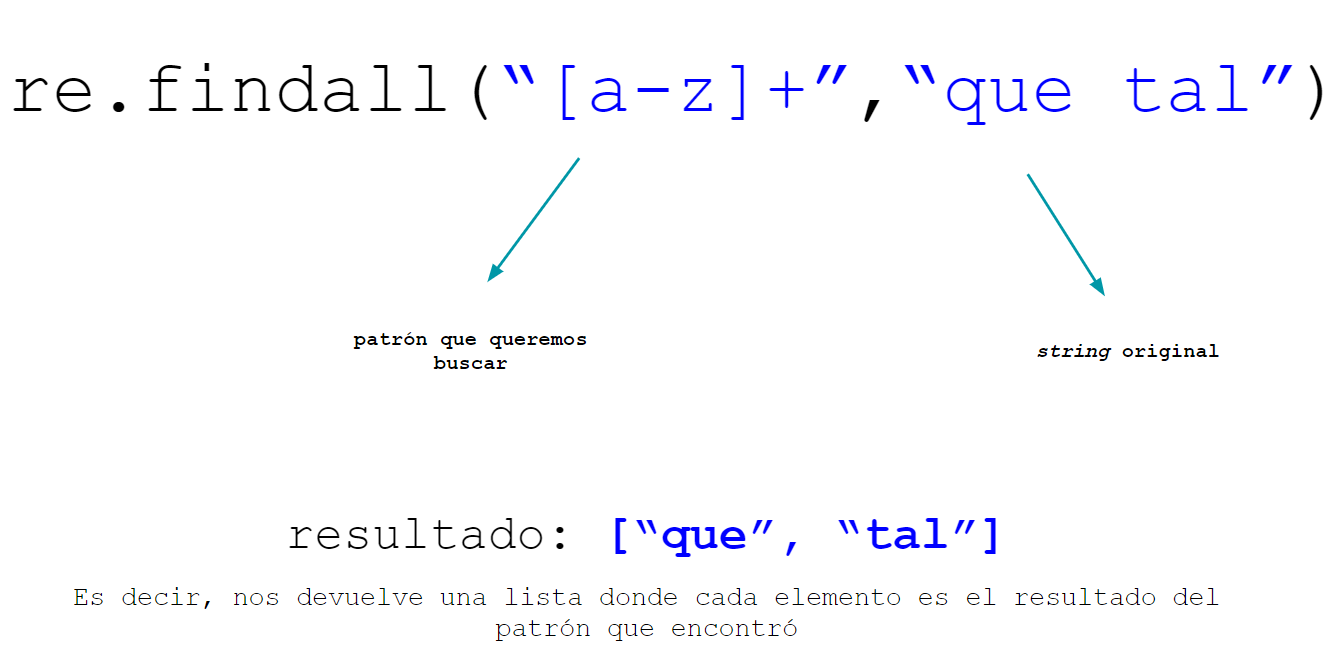 re.findall(“[a-z]+”,“que tal”)
patrón que queremos
buscar
string original
resultado: [“que”, “tal”]
Es decir, nos devuelve una lista donde cada elemento es el resultado del
patrón que encontró